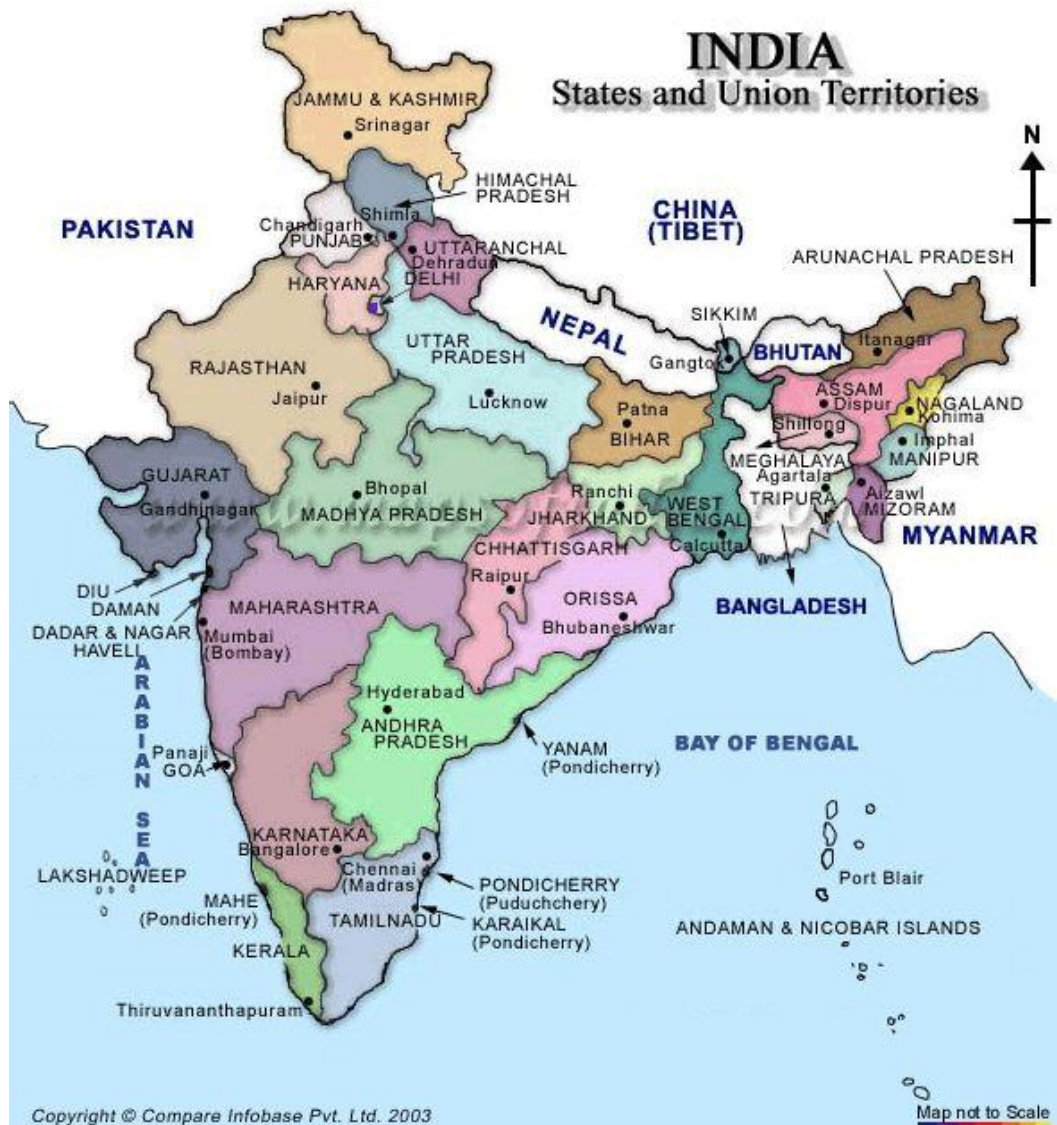 INDIA
States and Union Territories
N
JAMMU & KASHMIR
Srinagar
HIMACHAL
PRADESH
PAKISTAN
CHINA
(TIBET)
Chandigarh
Shimla
PUNJAB
UTTARANCHAL
Dehradun
DELHI
HARYANA
ARUNACHAL PRADESH
NEPAL
SIKKIM
BHUTAN
Itanagar
Gangtok
UTTAR
PRADESH
RAJASTHAN
Jaipur
Lucknow
ASSAM
Dispur
NAGALAND
Kohima
Patna
BIHAR
Shillong
Imphal
MANIPUR
MEGHALAYA
Agartala
TRIPURA
Aizawl
MIZORAM
GUJARAT
Gandhinagar
Bhopal
MADHYA PRADESH
Ranchi
JHARKHAND
WEST
BENGAL
Calcutta
MYANMAR
CHHATTISGARH
Raipur
DIU
DAMAN
DADAR & NAGAR
HAVELI
MAHARASHTRA
Mumbai
(Bombay)
ORISSA
Bhubaneshwar
BANGLADESH
ARABIAN SEA
Hyderabad
ANDHRA
PRADESH
YANAM
(Pondicherry)
BAY OF BENGAL
Panaji
GOA
KARNATAKA
Bangalore
LAKSHADWEEP
Chennai
(Madras)
PONDICHERRY
(Puduchchery)
Port Blair
MAHE
(Pondicherry)
TAMILNADU
KARAIKAL
(Pondicherry)
ANDAMAN & NICOBAR ISLANDS
KERALA
Thiruvananthapuram
Copyright © Compare Infobase Pvt. Ltd. 2003
Map not to Scale